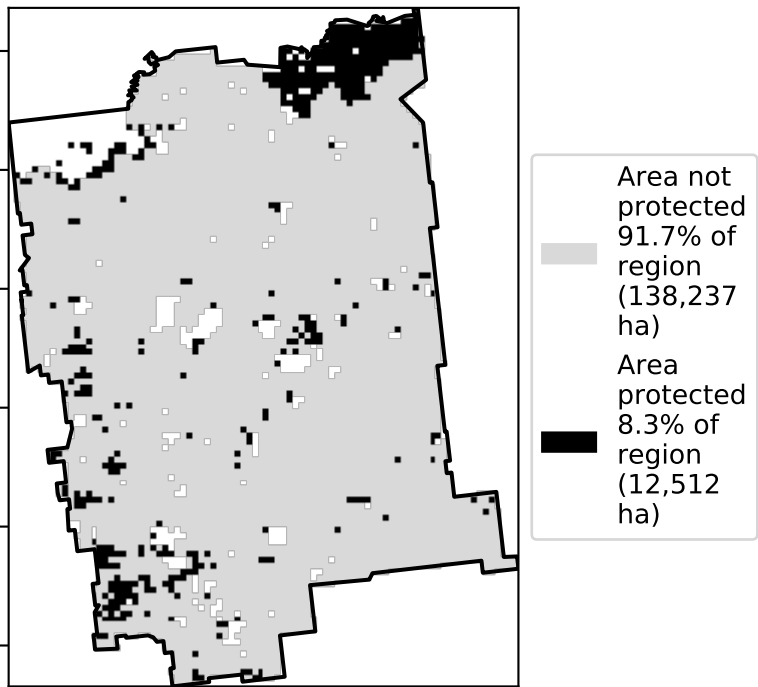 Area not
protected
91.7% of
region
(138,237
ha)
Area
protected
8.3% of
region
(12,512
ha)